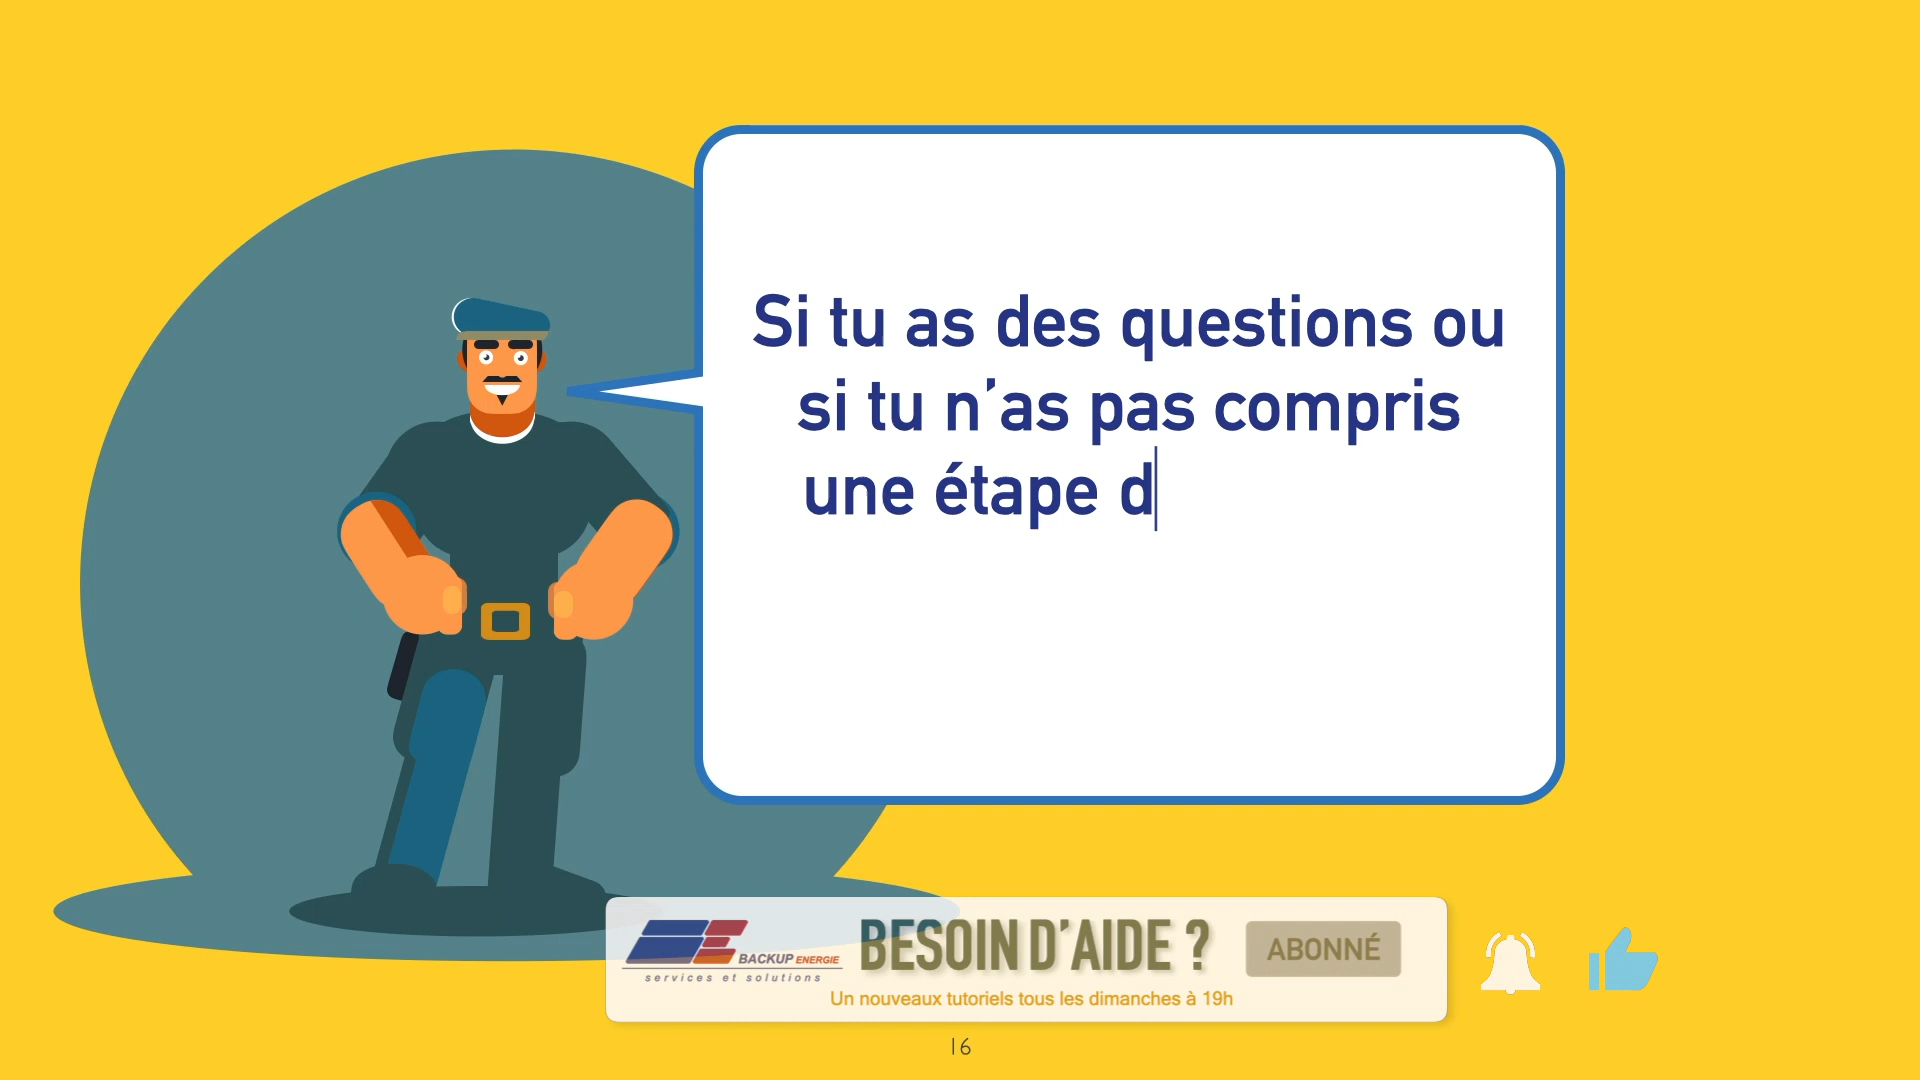 Si tu as des questions ou
si tu n’as pas compris
une étape d
BACKUP ENERGIE
services et solutions
BESOIN D’AIDE ?
ABONNÉ
Un nouveaux tutoriels tous les dimanches à 19h
16